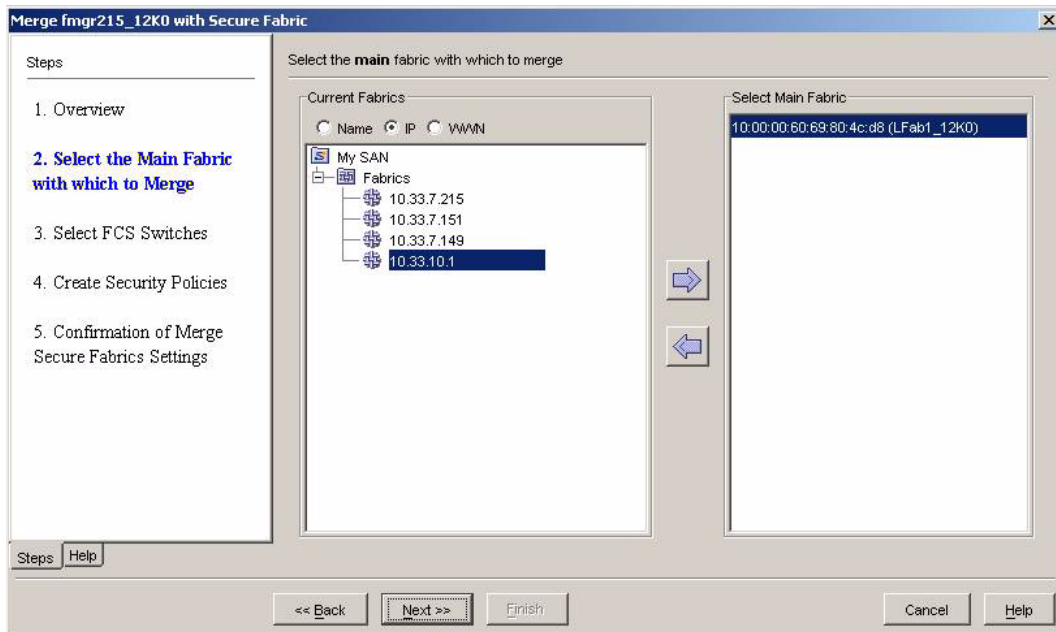 Merge fmgr215_12K0 with Secure Fabric
Steps
1. Overview
2. Select the Main Fabric
with which to Merge
3. Select FCS Switches
4. Create Security Policies
5. Confirmation of Merge
Secure Fabrics Settings
Steps
Help
Select the main fabric with which to merge
Current Fabrics
Name IP WWN
My SAN
Fabrics
10.33.7.215
10.33.7.151
10.33.7.149
10.33.10.1
Select Main Fabric
10:00:00:60:69:80:4c:d8 (LFab1_12K0)
<< Back
Next >>
Finish
Cancel
Help